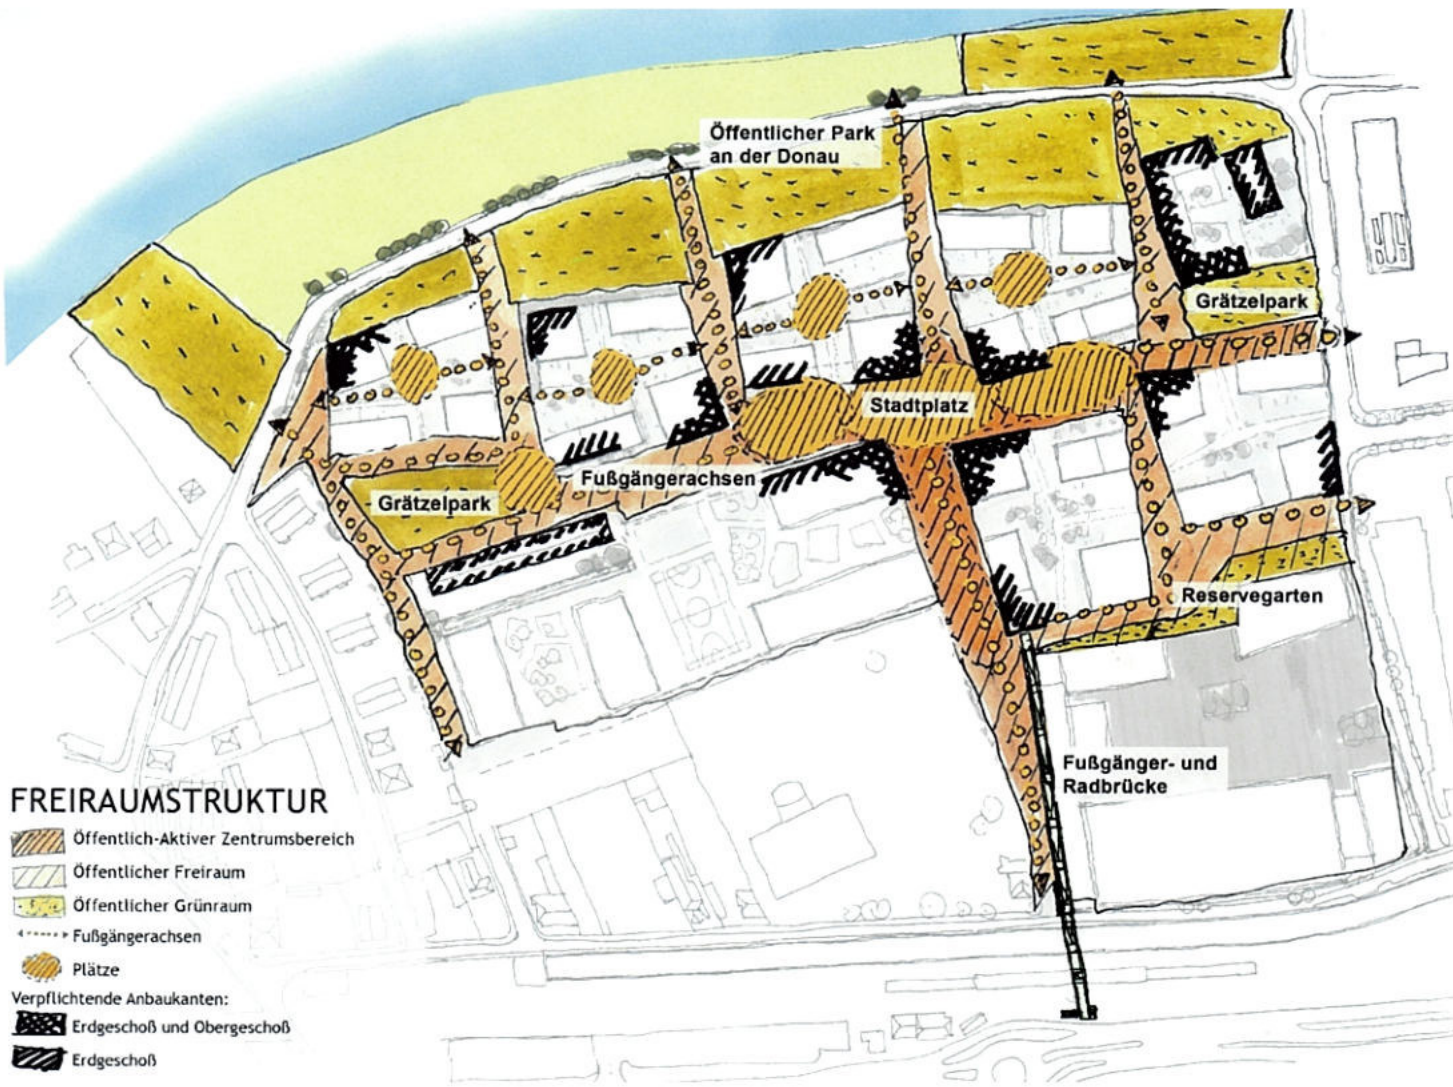 Öffentlicher Park
an der Donau
Grätzelpark
Stadtplatz
Fußgängerachsen
Grätzelpark
Reservegarten
Fußgänger- und
Radbrücke
FREIRAUMSTRUKTUR
Öffentlich-Aktiver Zentrumsbereich
Öffentlicher Freiraum
Öffentlicher Grünraum
Fußgängerachsen
Plätze
Verpflichtende Anbaukanten:
Erdgeschoß und Obergeschoß
Erdgeschoß